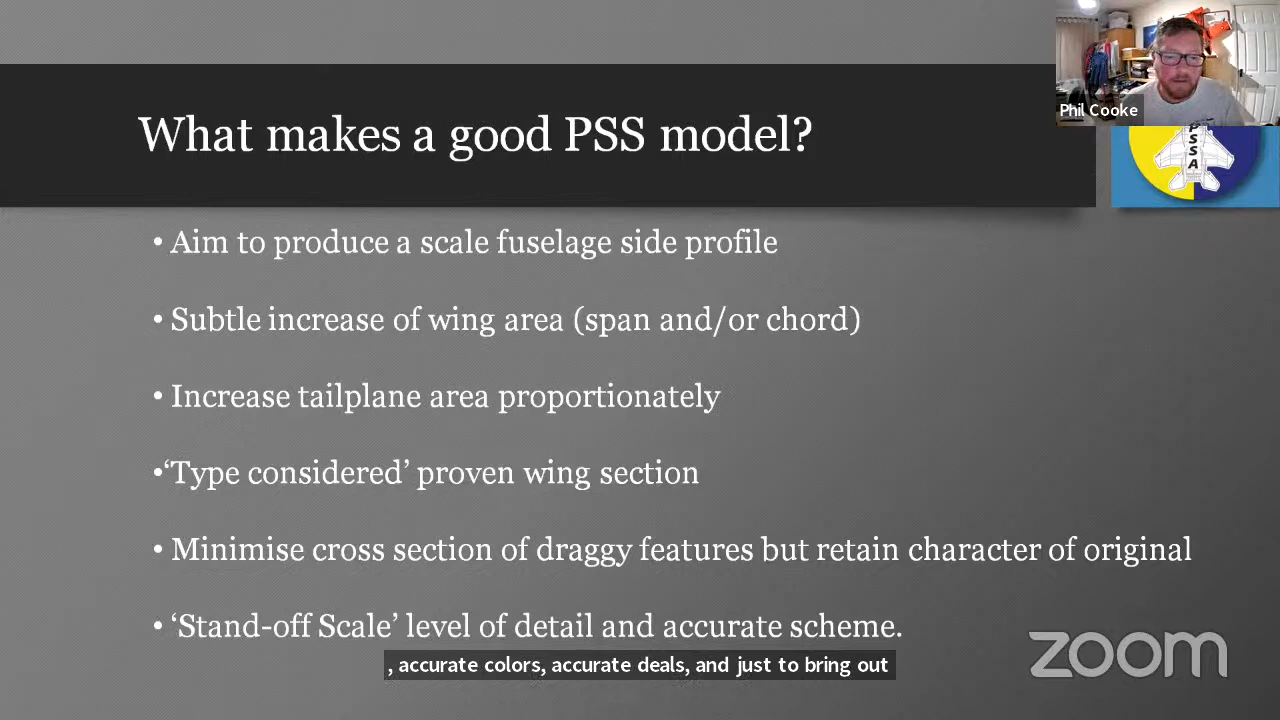 What makes a good PSS model?
Phil Cooke
PSSA
• Aim to produce a scale fuselage side profile
• Subtle increase of wing area (span and/or chord)
• Increase tailplane area proportionately
•‘Type considered’ proven wing section
• Minimise cross section of draggy features but retain character of original
• ‘Stand-off Scale’ level of detail and accurate scheme.
, accurate colors, accurate deals, and just to bring out
zoom